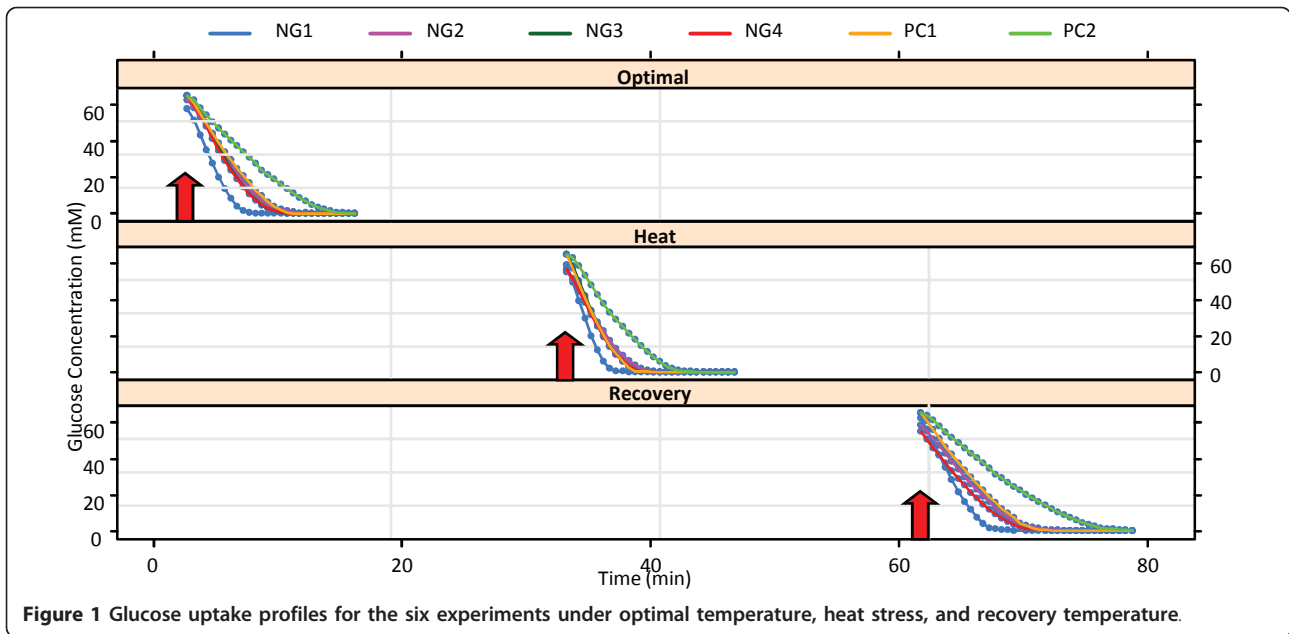 NG1 NG2 NG3 NG4 PC1 PC2
Optimal
60
40
20
0
Heat
60
40
20
0
Recovery
60
40
20
0
Glucose Concentration (mM)
0 20 40 60 80
Time (min)
Figure 1 Glucose uptake profiles for the six experiments under optimal temperature, heat stress, and recovery temperature.